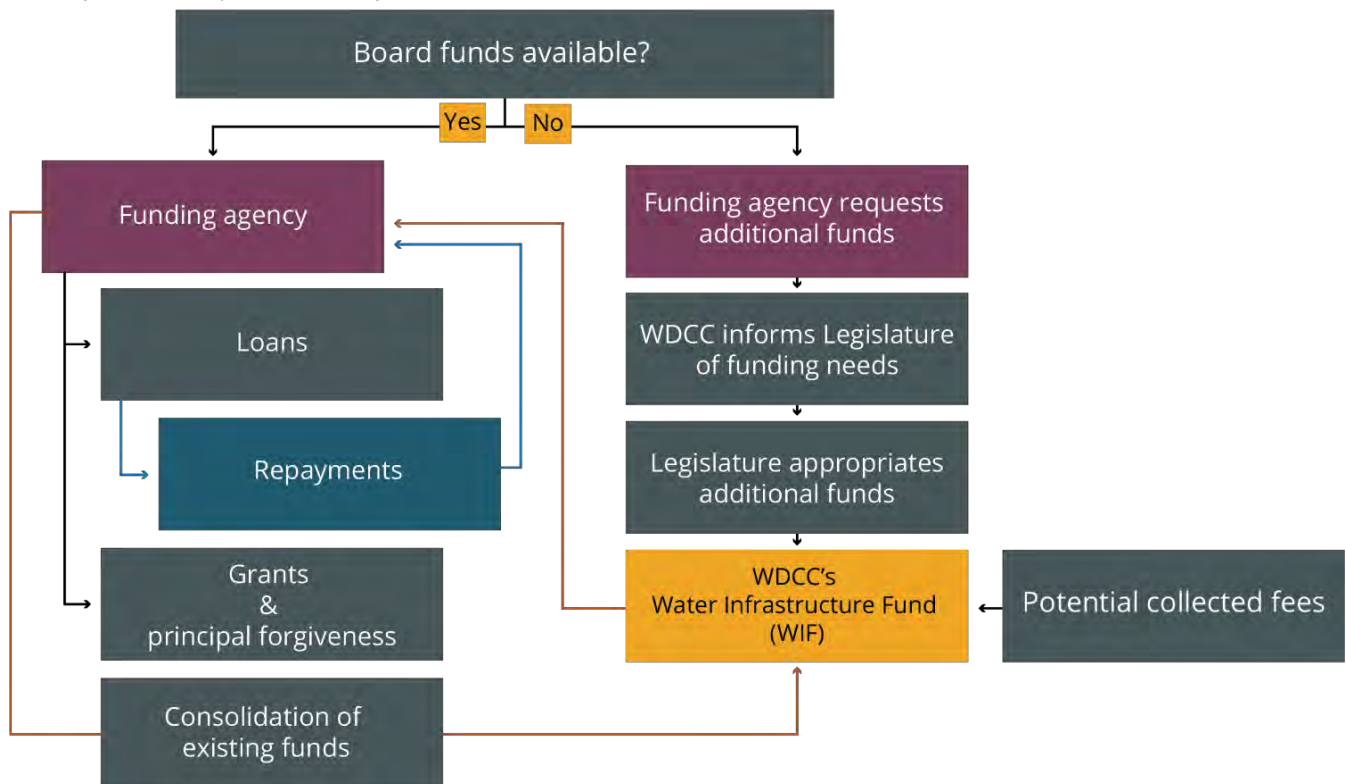 Board funds available?
Yes
No
Funding agency
Funding agency requests
additional funds
Loans
WDCC informs Legislature
of funding needs
Repayments
Legislature appropriates
additional funds
Grants
&
principal forgiveness
WDCC's
Water Infrastructure Fund
(WIF)
Potential collected fees
Consolidation of
existing funds